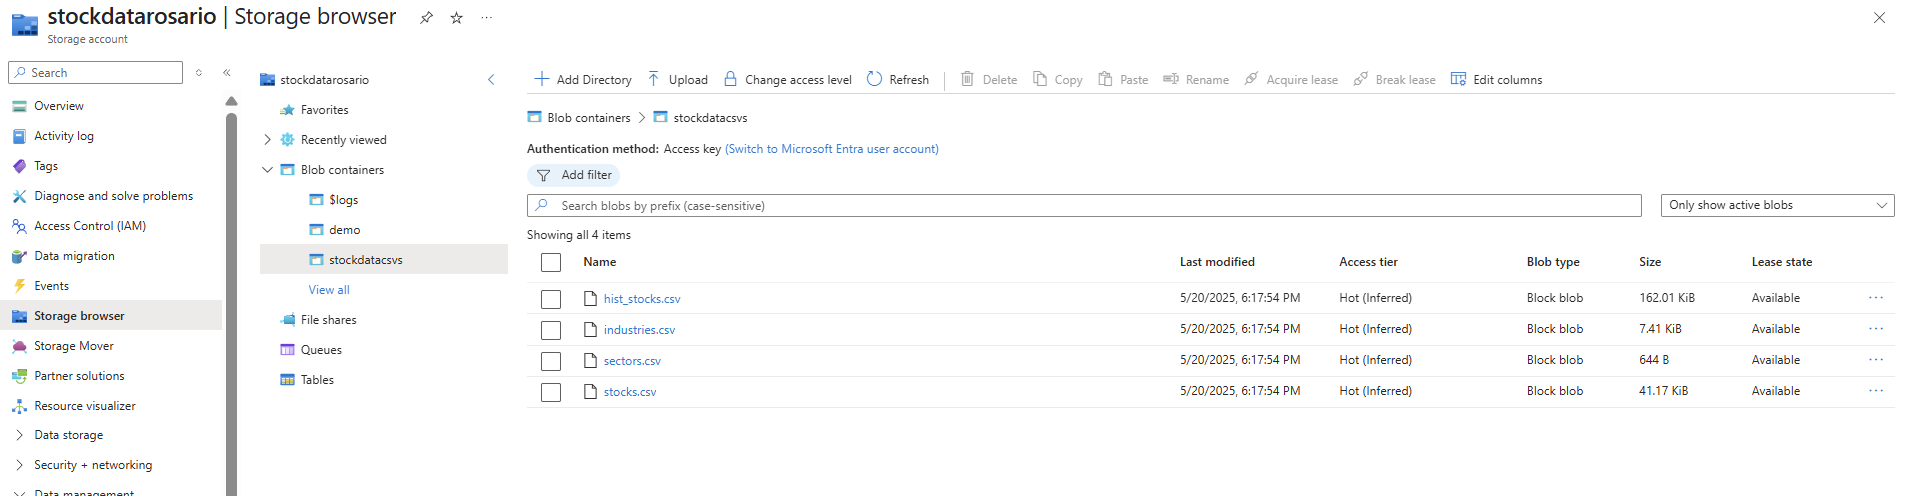 stockdatarosario | Storage browser
Storage account
Search
Overview
Activity log
Tags
Diagnose and solve problems
Access Control (IAM)
Data migration
Events
Storage browser
Storage Mover
Partner solutions
Resource visualizer
Data storage
Security + networking
Data management
stockdatarosario
Favorites
Recently viewed
Blob containers
$logs
demo
stockdatacsvs
View all
File shares
Queues
Tables
Add Directory Upload Change access level Refresh Delete Copy Paste Rename Acquire lease Break lease Edit columns
Blob containers > stockdatacsvs
Authentication method: Access key (Switch to Microsoft Entra user account)
Add filter
Search blobs by prefix (case-sensitive) Only show active blobs
Showing all 4 items
Name Last modified Access tier Blob type Size Lease state
hist_stocks.csv 5/20/2025, 6:17:54 PM Hot (Inferred) Block blob 162.01 KiB Available
industries.csv 5/20/2025, 6:17:54 PM Hot (Inferred) Block blob 7.41 KiB Available
sectors.csv 5/20/2025, 6:17:54 PM Hot (Inferred) Block blob 644 B Available
stocks.csv 5/20/2025, 6:17:54 PM Hot (Inferred) Block blob 41.17 KiB Available